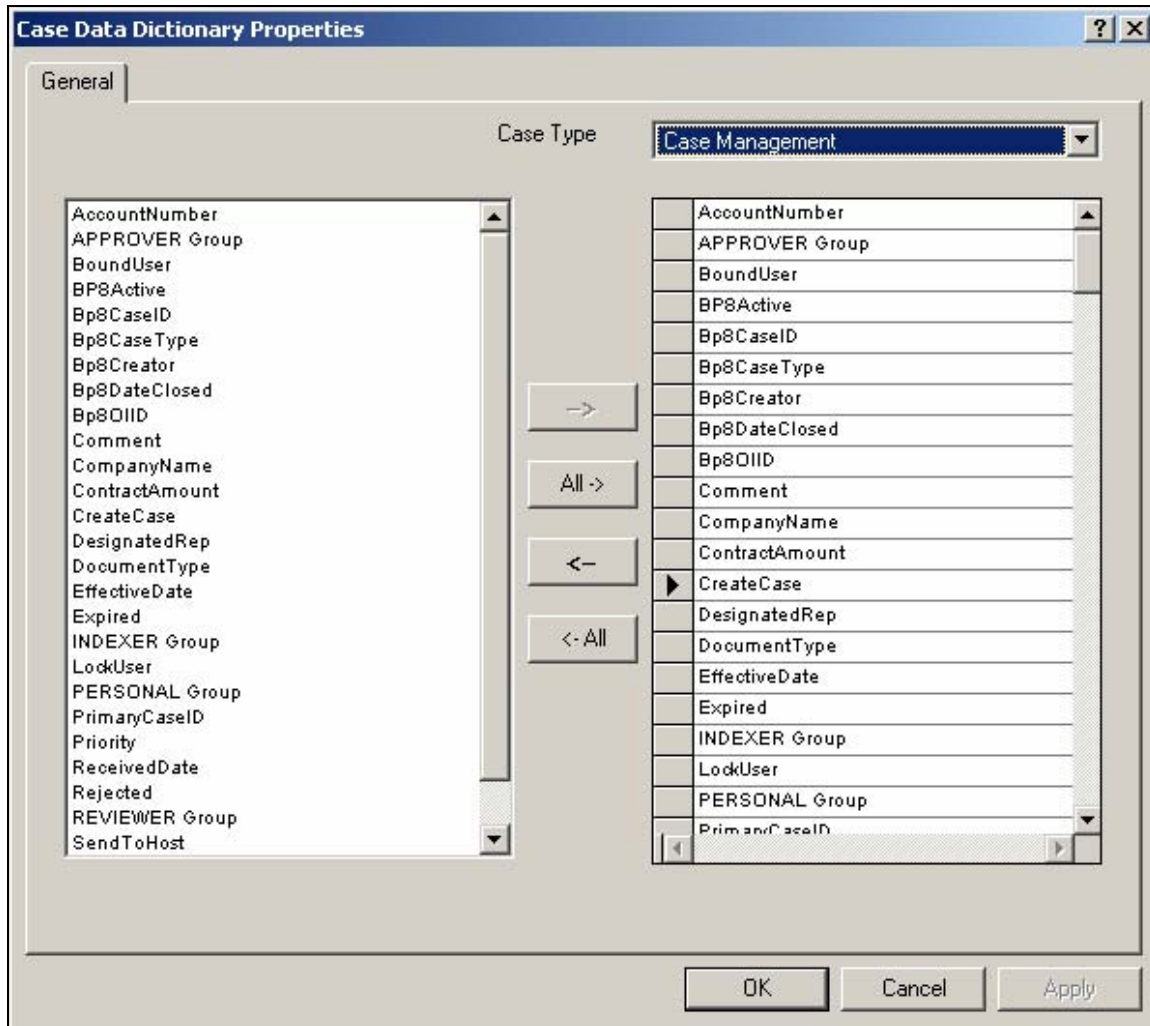 Case Data Dictionary Properties
General
Case Type
Case Management
AccountNumber
APPROVER Group
BoundUser
BP8Active
Bp8CaseID
Bp8CaseType
Bp8Creator
Bp8DateClosed
Bp8OIID
Comment
CompanyName
ContractAmount
CreateCase
DesignatedRep
DocumentType
EffectiveDate
Expired
INDEXER Group
LockUser
PERSONAL Group
PrimaryCaseID
Priority
ReceivedDate
Rejected
REVIEWER Group
SendToHost
-->
All ->
<--
<- All
AccountNumber
APPROVER Group
BoundUser
BP8Active
Bp8CaseID
Bp8CaseType
Bp8Creator
Bp8DateClosed
Bp8OIID
Comment
CompanyName
ContractAmount
CreateCase
DesignatedRep
DocumentType
EffectiveDate
Expired
INDEXER Group
LockUser
PERSONAL Group
PrimaryCaseID
OK
Cancel
Apply